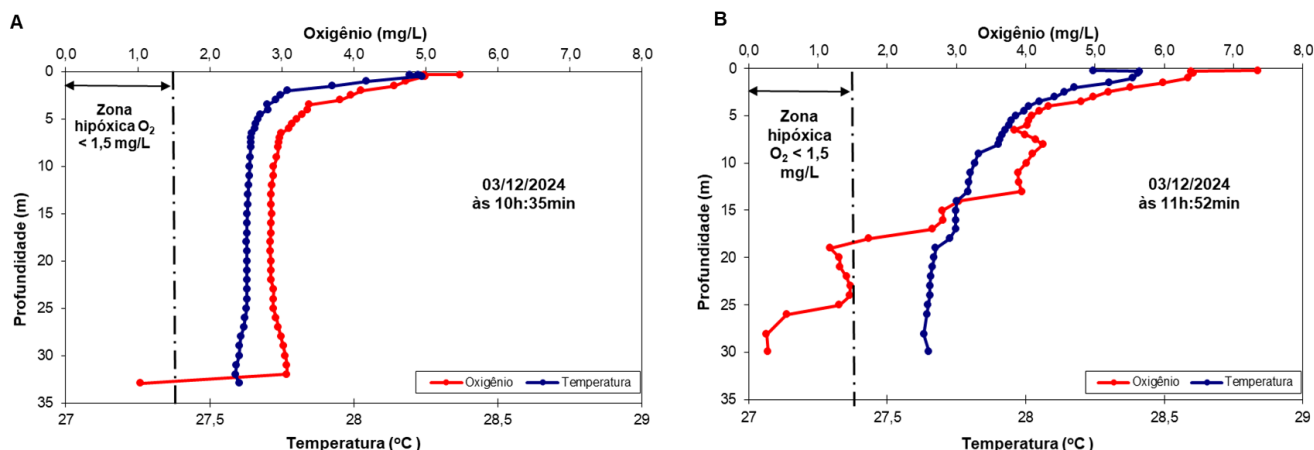 A
Oxigênio (mg/L)
0,0 1,0 2,0 3,0 4,0 5,0 6,0 7,0 8,0
0
5
10
15
20
25
30
35
Profundidade (m)
Zona
hipóxica O2
< 1,5 mg/L
03/12/2024
às 10h:35min
Oxigênio Temperatura
27 27,5 28 28,5 29
Temperatura (ºC )
B
Oxigênio (mg/L)
0,0 1,0 2,0 3,0 4,0 5,0 6,0 7,0 8,0
0
5
10
15
20
25
30
35
Profundidade (m)
Zona
hipóxica
O2 < 1,5
mg/L
03/12/2024
às 11h:52min
Oxigênio Temperatura
27 27,5 28 28,5 29
Temperatura (ºC )